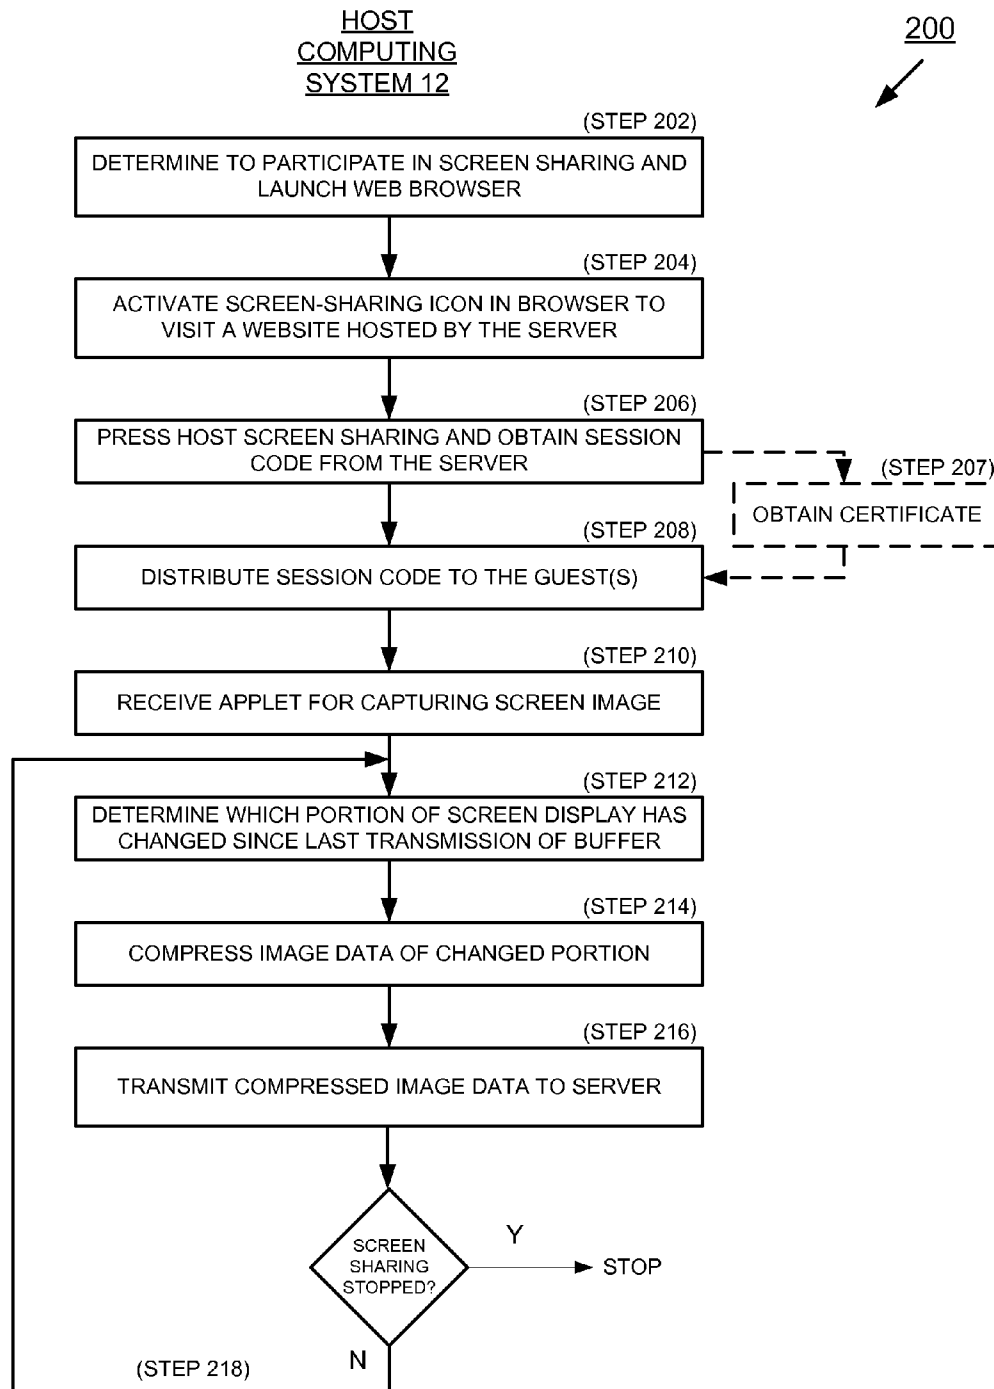 HOST
COMPUTING
SYSTEM 12
200
(STEP 202)
DETERMINE TO PARTICIPATE IN SCREEN SHARING AND
LAUNCH WEB BROWSER
(STEP 204)
ACTIVATE SCREEN-SHARING ICON IN BROWSER TO
VISIT A WEBSITE HOSTED BY THE SERVER
(STEP 206)
PRESS HOST SCREEN SHARING AND OBTAIN SESSION
CODE FROM THE SERVER
(STEP 207)
OBTAIN CERTIFICATE
(STEP 208)
DISTRIBUTE SESSION CODE TO THE GUEST(S)
(STEP 210)
RECEIVE APPLET FOR CAPTURING SCREEN IMAGE
(STEP 212)
DETERMINE WHICH PORTION OF SCREEN DISPLAY HAS
CHANGED SINCE LAST TRANSMISSION OF BUFFER
(STEP 214)
COMPRESS IMAGE DATA OF CHANGED PORTION
(STEP 216)
TRANSMIT COMPRESSED IMAGE DATA TO SERVER
SCREEN
SHARING
STOPPED?
Y
STOP
N
(STEP 218)